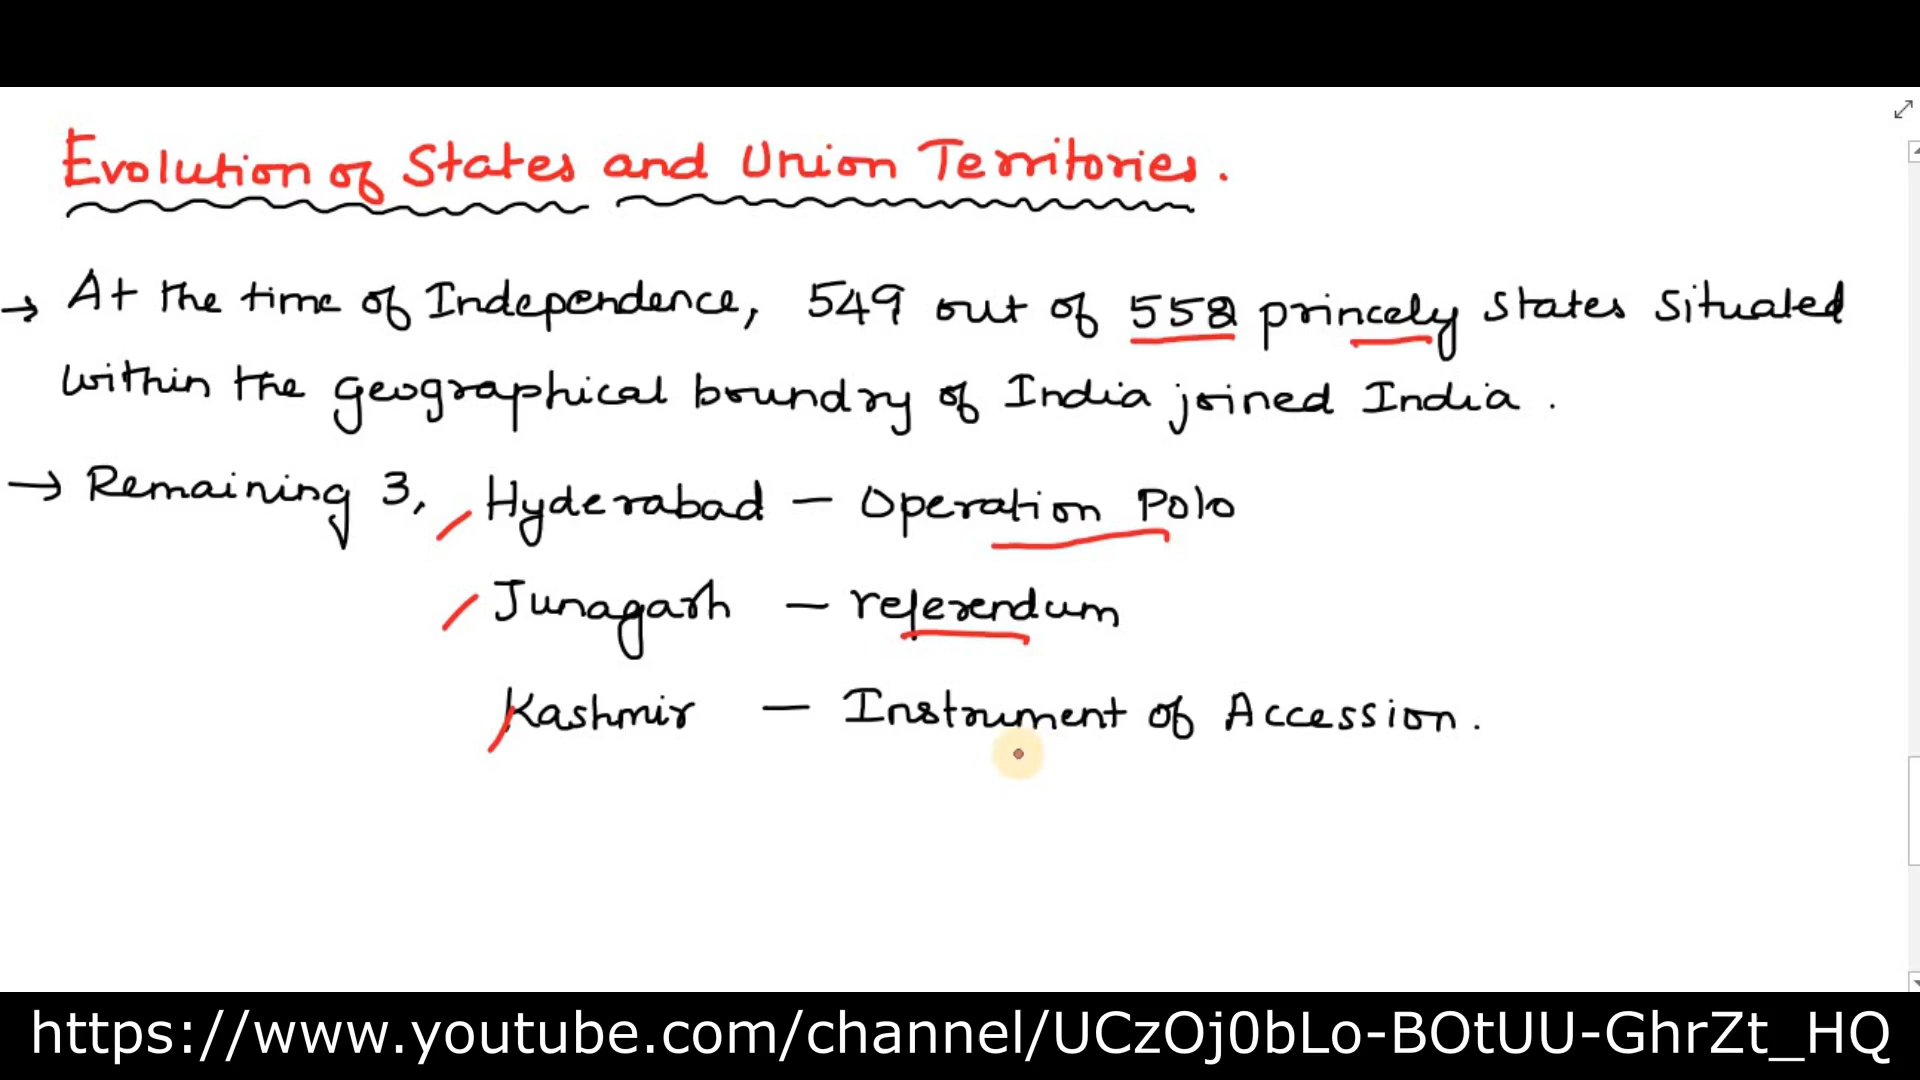 Evolution of States and Union Territories.
→ At the time of Independence, 549 out of 552 princely states situated
within the geographical boundry of India joined India.
→ Remaining 3, Hyderabad – Operation Polo
Junagarh – referendum
Kashmir – Instrument of Accession.
https://www.youtube.com/channel/UCzOj0bLo-BOtUU-GhrZt_HQ